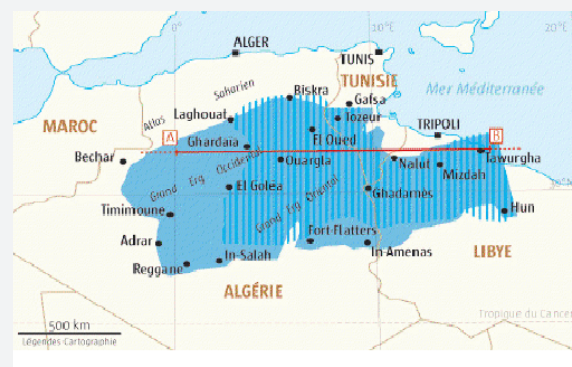 0°
10°E
20°E
ALGER
TUNIS
TUNISIE
Mer Méditerranée
Saharien
Biskra
Gafsa
Tozeur
Laghouat
Atlas
MAROC
A
TRIPOLI
B
Ghardaïa
El Oued
Bechar
Occidental
Ouargla
Nalut
Tawurgha
Mizdah
Grand Erg
El Goléa
Ghadamès
Oriental
Timimoune
Grand Erg
Hun
Fort-Flatters
Adrar
In-Amenas
LIBYE
Reggane
In-Salah
ALGÉRIE
500 km
Légendes Cartographie
Tropique du Cancer